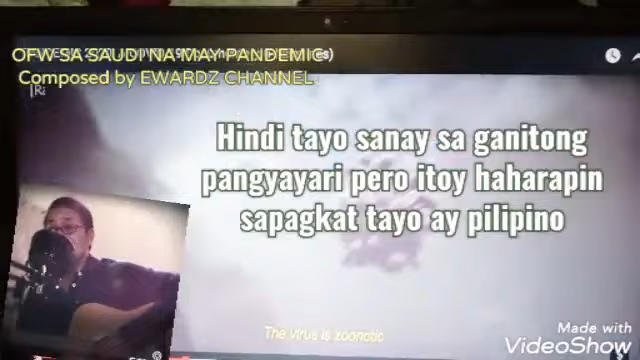 OFW SA SAUDI NA MAY PANDEMIC
Composed by EWARDZ CHANNEL
Hindi tayo sanay sa ganitong
pangyayari pero itoy haharapin
sapagkat tayo ay pilipino
The virus is zoonotic
Made with
VideoShow